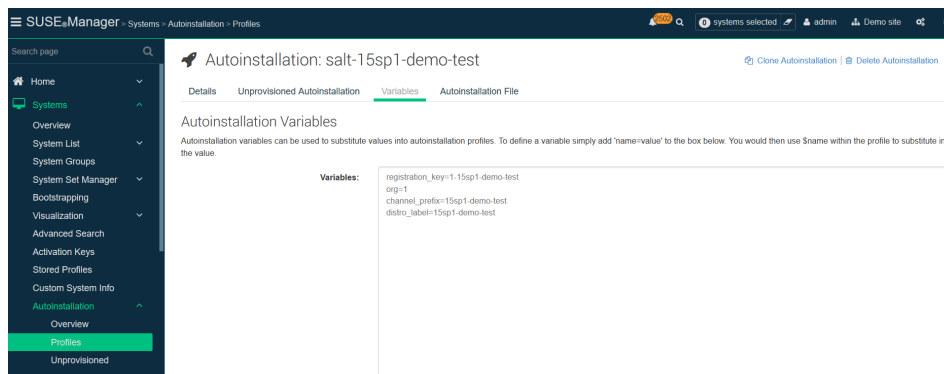 SUSE®Manager > Systems > Autoinstallation > Profiles
2502
0 systems selected
admin
Demo site
Search page
Home
Systems
Overview
System List
System Groups
System Set Manager
Bootstrapping
Visualization
Advanced Search
Activation Keys
Stored Profiles
Custom System Info
Autoinstallation
Overview
Profiles
Unprovisioned
Autoinstallation: salt-15sp1-demo-test
Clone Autoinstallation | Delete Autoinstallation
Details Unprovisioned Autoinstallation Variables Autoinstallation File
Autoinstallation Variables
Autoinstallation variables can be used to substitute values into autoinstallation profiles. To define a variable simply add 'name=value' to the box below. You would then use $name within the profile to substitute in
the value.
Variables:
registration_key=1-15sp1-demo-test
org=1
channel_prefix=15sp1-demo-test
distro_label=15sp1-demo-test